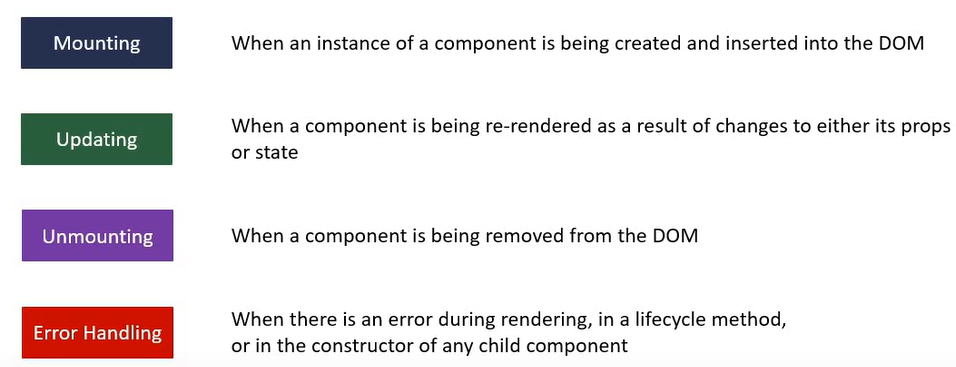 Mounting
When an instance of a component is being created and inserted into the DOM
Updating
When a component is being re-rendered as a result of changes to either its props
or state
Unmounting
When a component is being removed from the DOM
Error Handling
When there is an error during rendering, in a lifecycle method,
or in the constructor of any child component